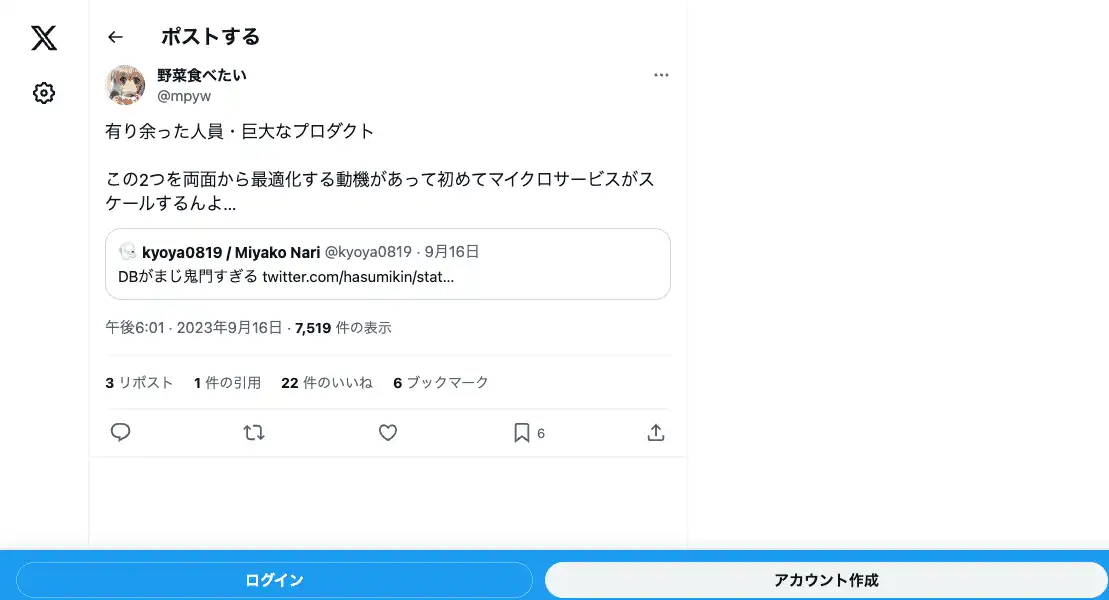 ポストする
野菜食べたい
@mpyw
有り余った人員・巨大なプロダクト
この2つを両面から最適化する動機があって初めてマイクロサービスがス
ケールするんよ...
kyoya0819 / Miyako Nari @kyoya0819 · 9月16日
DBがまじ鬼門すぎる twitter.com/hasumikin/stat...
午後6:01 · 2023年9月16日 · 7,519 件の表示
3 リポスト 1 件の引用 22 件のいいね 6 ブックマーク
6
ログイン アカウント作成